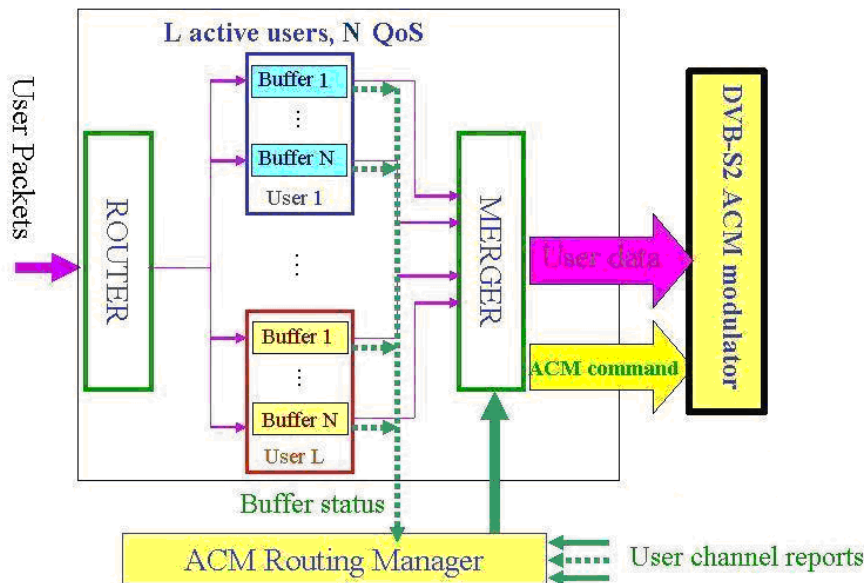 L active users, N QoS
User Packets
ROUTER
Buffer 1
...
Buffer N
User 1
...
Buffer 1
...
Buffer N
User L
MERGER
User data
ACM command
DVB-S2 ACM modulator
Buffer status
ACM Routing Manager
User channel reports